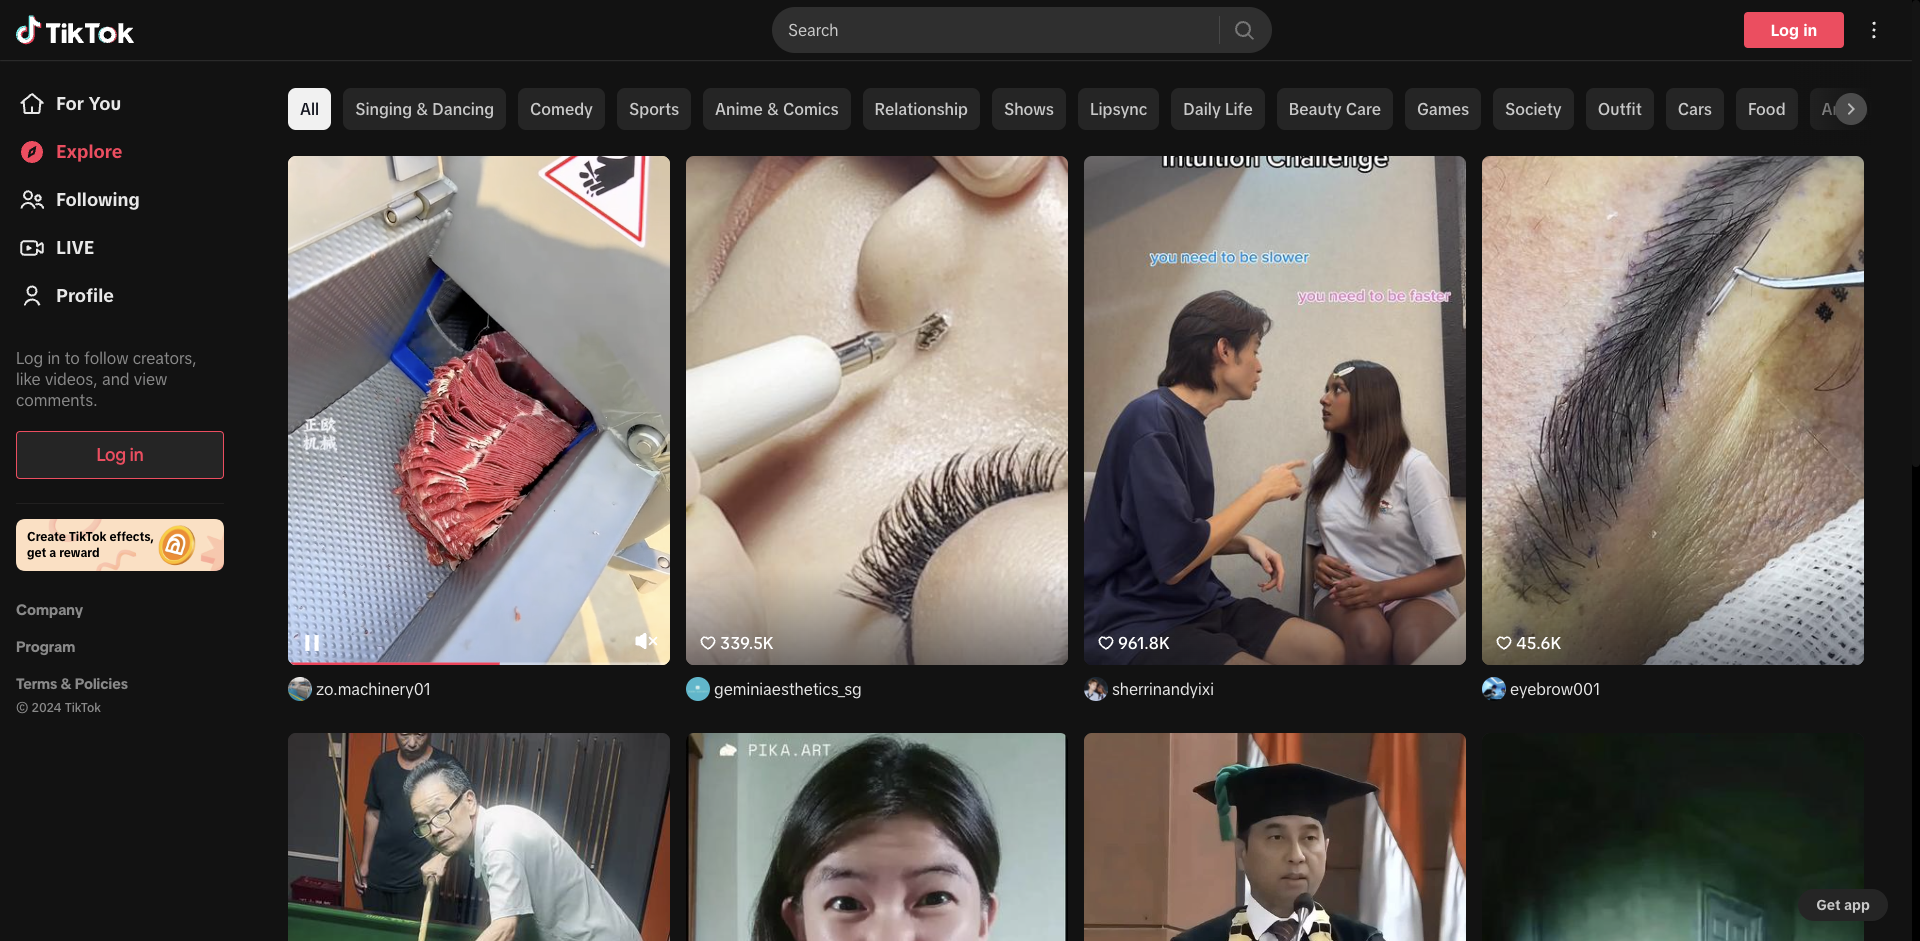 TikTok
Search
Log in
For You
Explore
Following
LIVE
Profile
Log in to follow creators,
like videos, and view
comments.
Log in
Create TikTok effects,
get a reward
Company
Program
Terms & Policies
© 2024 TikTok
All
Singing & Dancing
Comedy
Sports
Anime & Comics
Relationship
Shows
Lipsync
Daily Life
Beauty Care
Games
Society
Outfit
Cars
Food
正欧
机械
zo.machinery01
339.5K
geminiaesthetics_sg
Intuition Challenge
you need to be slower
you need to be faster
961.8K
sherrinandyixi
45.6K
eyebrow001
PIKA.ART
Get app